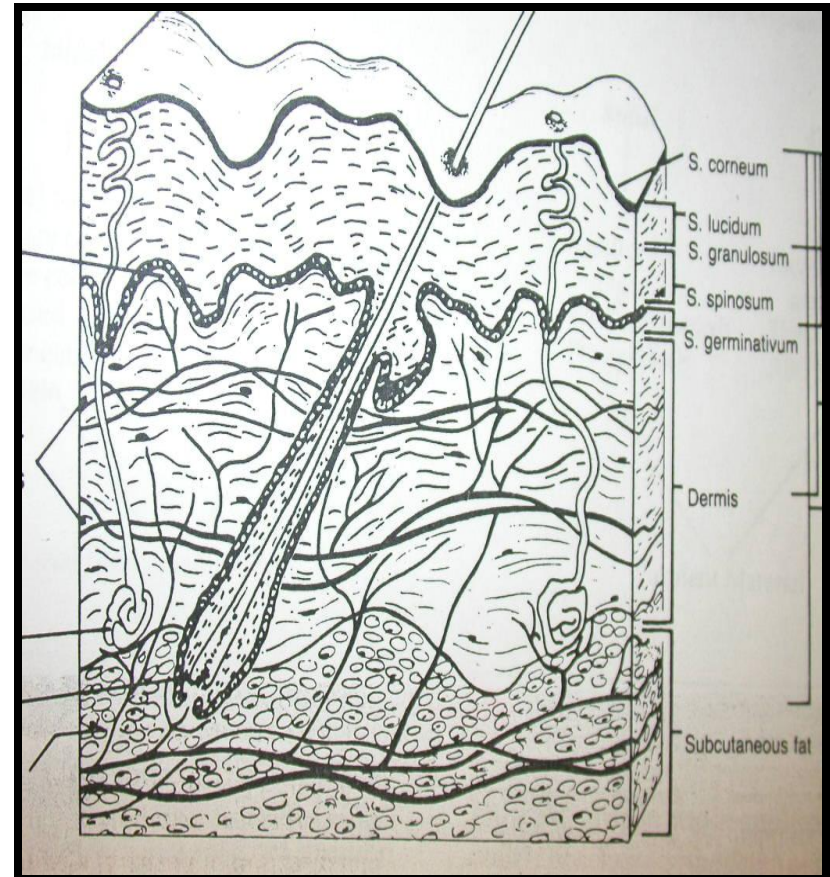 S. corneum
S. lucidum
S. granulosum
S. spinosum
S. germinativum
Dermis
Subcutaneous fat